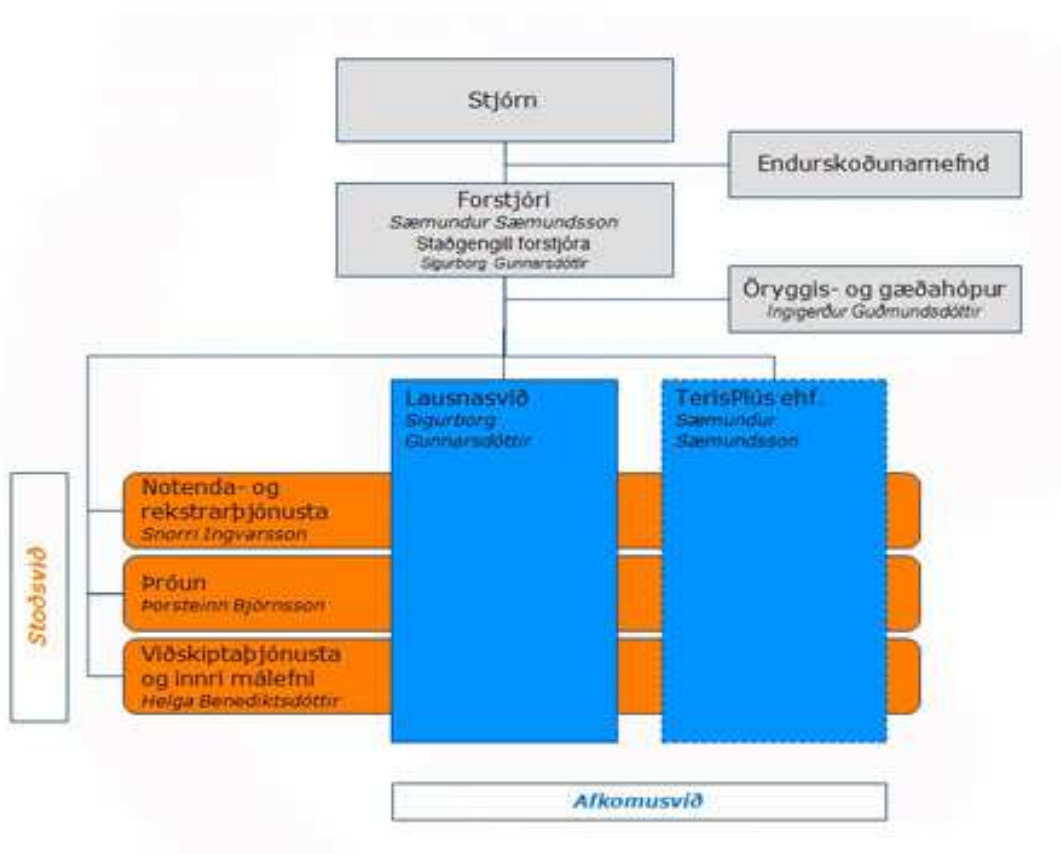 Stjórn
Endurskoðunarnefnd
Forstjóri
Sæmundur Sæmundsson
Staðgengill forstjóra
Sigurborg Gunnarsdóttir
Öryggis- og gæðahópur
Ingigerður Guðmundsdóttir
Lausnasvið
Sigurborg
Gunnarsdóttir
TerisPlús ehf.
Sæmundur
Sæmundsson
Stoðsvið
Notenda- og
rekstrarþjónusta
Snorri Ingvarsson
Þróun
Þorsteinn Björnsson
Viðskiptaþjónusta
og innri málefni
Helga Benediktsdóttir
Afkomusvið